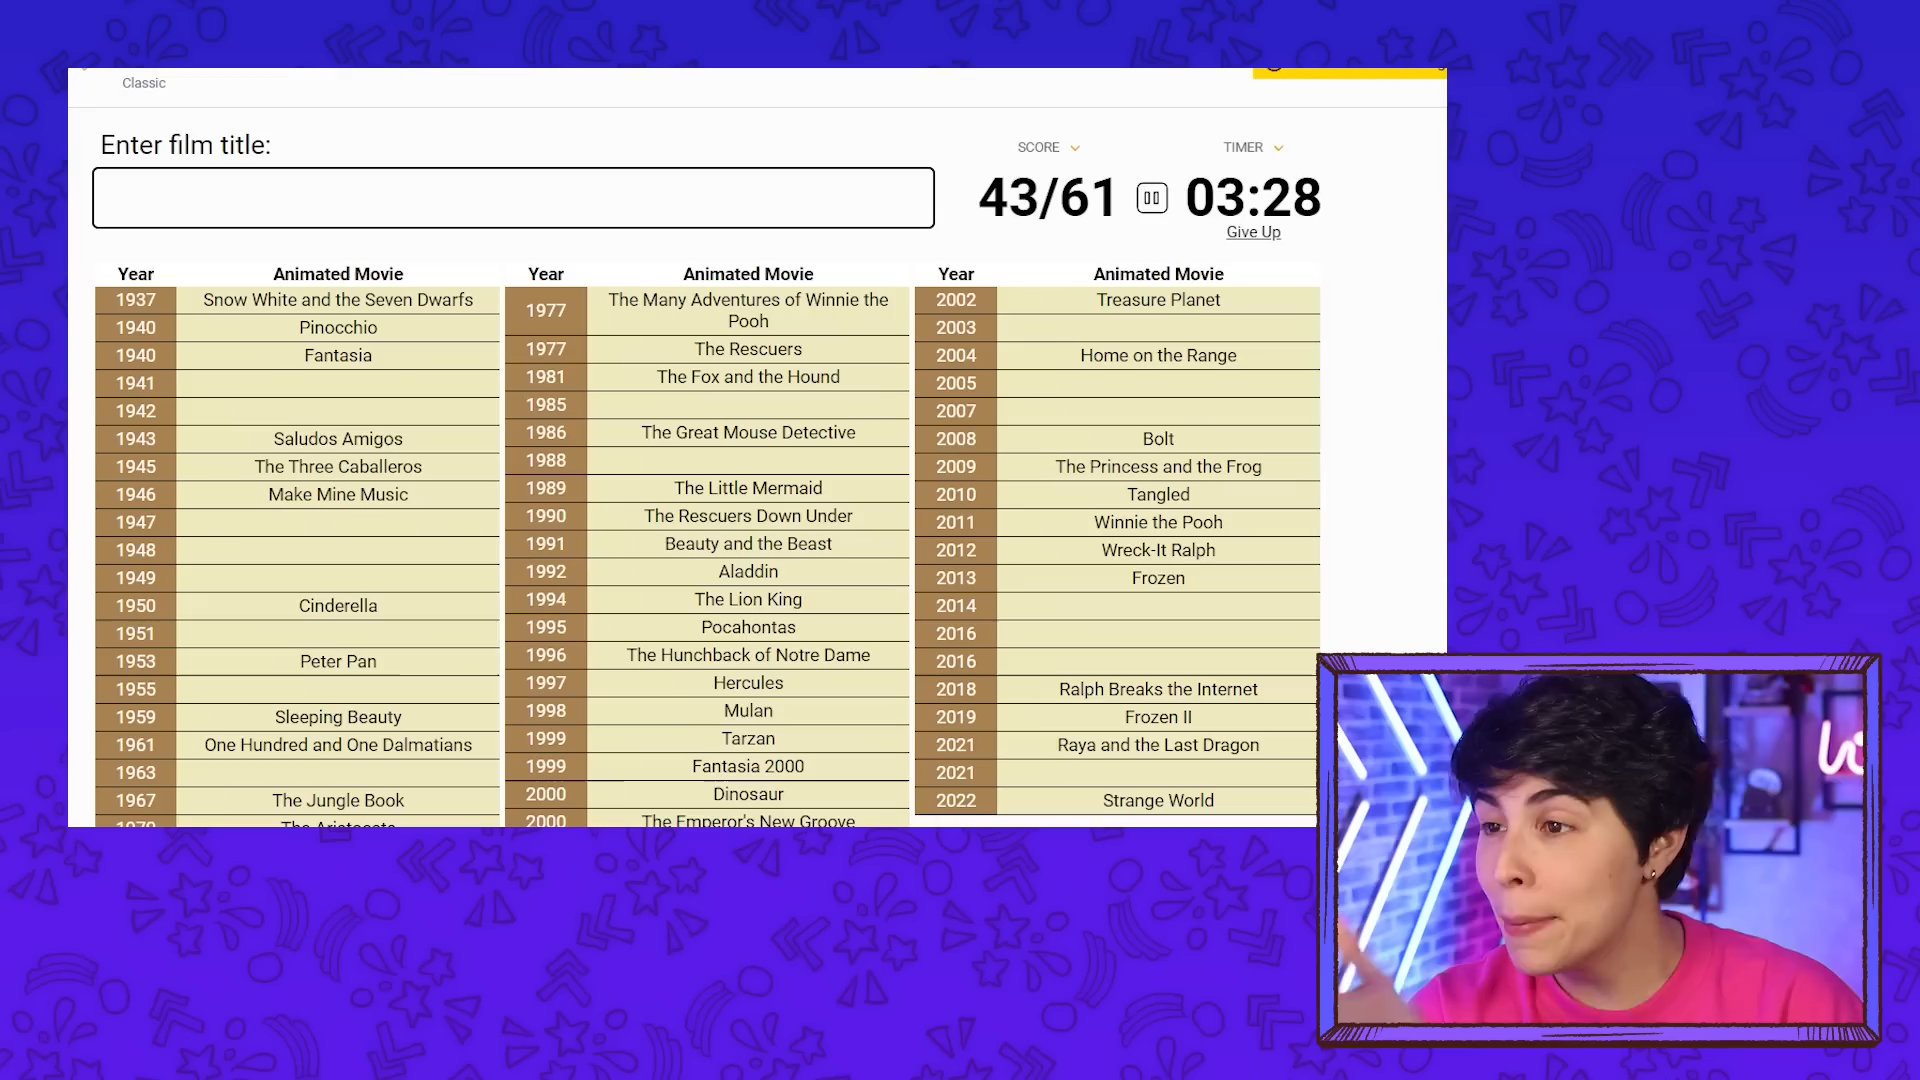 Classic
Enter film title:
SCORE
TIMER
43/61
03:28
Give Up
Year Animated Movie
1937 Snow White and the Seven Dwarfs
1940 Pinocchio
1940 Fantasia
1941
1942
1943 Saludos Amigos
1945 The Three Caballeros
1946 Make Mine Music
1947
1948
1949
1950 Cinderella
1951
1953 Peter Pan
1955
1959 Sleeping Beauty
1961 One Hundred and One Dalmatians
1963
1967 The Jungle Book
1970 The Aristocats
Year Animated Movie
1977 The Many Adventures of Winnie the
Pooh
1977 The Rescuers
1981 The Fox and the Hound
1985
1986 The Great Mouse Detective
1988
1989 The Little Mermaid
1990 The Rescuers Down Under
1991 Beauty and the Beast
1992 Aladdin
1994 The Lion King
1995 Pocahontas
1996 The Hunchback of Notre Dame
1997 Hercules
1998 Mulan
1999 Tarzan
1999 Fantasia 2000
2000 Dinosaur
2000 The Emperor's New Groove
Year Animated Movie
2002 Treasure Planet
2003
2004 Home on the Range
2005
2007
2008 Bolt
2009 The Princess and the Frog
2010 Tangled
2011 Winnie the Pooh
2012 Wreck-It Ralph
2013 Frozen
2014
2016
2016
2018 Ralph Breaks the Internet
2019 Frozen II
2021 Raya and the Last Dragon
2021
2022 Strange World